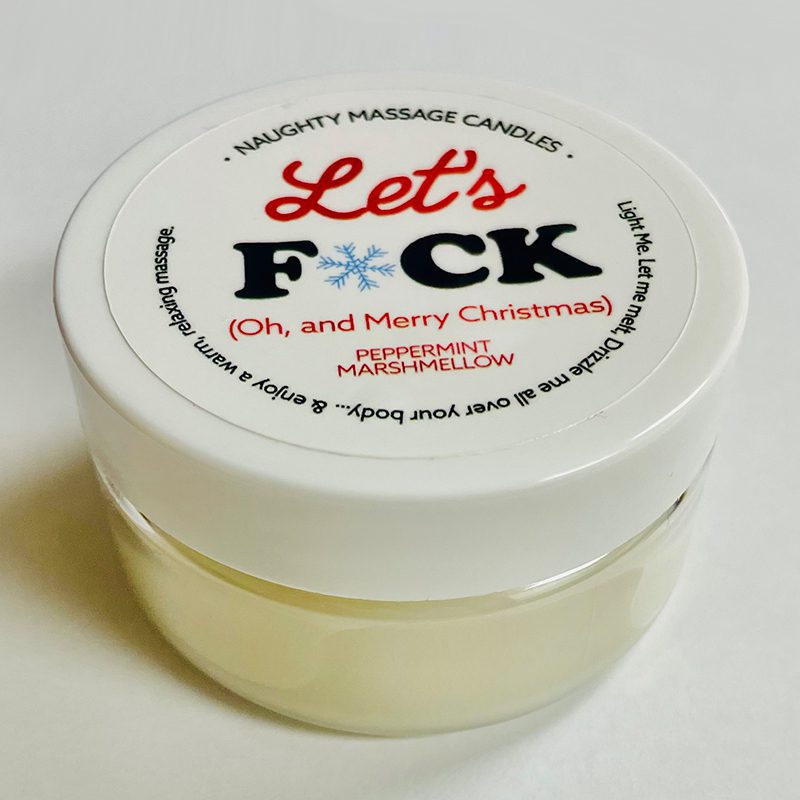 • NAUGHTY MASSAGE CANDLES •
Let's
F*CK
(Oh, and Merry Christmas)
PEPPERMINT
MARSHMELLOW
Light Me. Let me melt, Drizzle me all over your body... & enjoy a warm, relaxing massage.